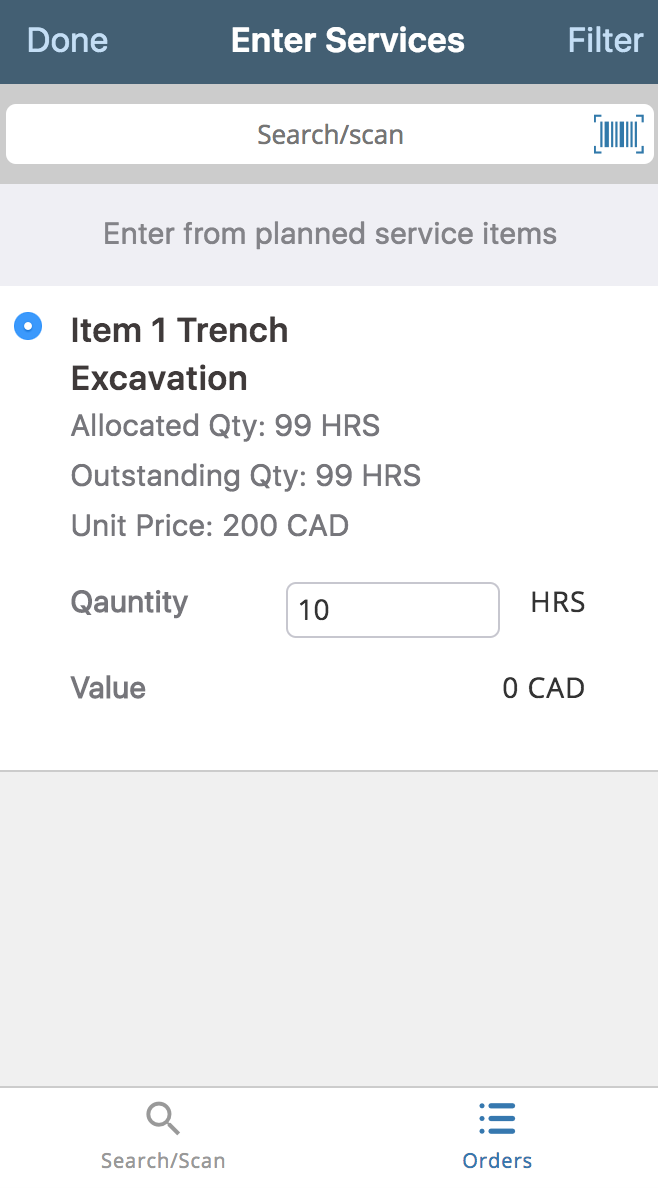 Done Enter Services Filter
Search/scan
Enter from planned service items
Item 1 Trench
Excavation
Allocated Qty: 99 HRS
Outstanding Qty: 99 HRS
Unit Price: 200 CAD
Qauntity 10 HRS
Value 0 CAD
Search/Scan Orders